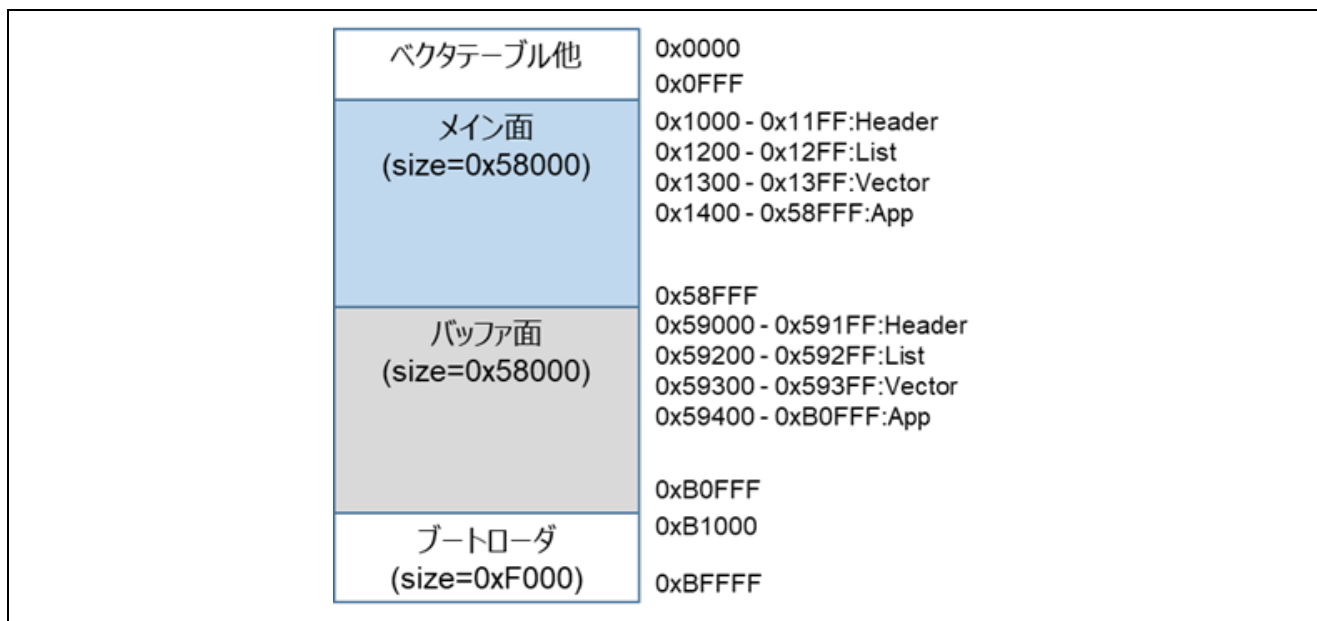 ベクタテーブル他
0x0000
0x0FFF
メイン面
(size=0x58000)
0x1000 - 0x11FF:Header
0x1200 - 0x12FF:List
0x1300 - 0x13FF:Vector
0x1400 - 0x58FFF:App
0x58FFF
バッファ面
(size=0x58000)
0x59000 - 0x591FF:Header
0x59200 - 0x592FF:List
0x59300 - 0x593FF:Vector
0x59400 - 0xB0FFF:App
0xB0FFF
ブートローダ
(size=0xF000)
0xB1000
0xBFFFF